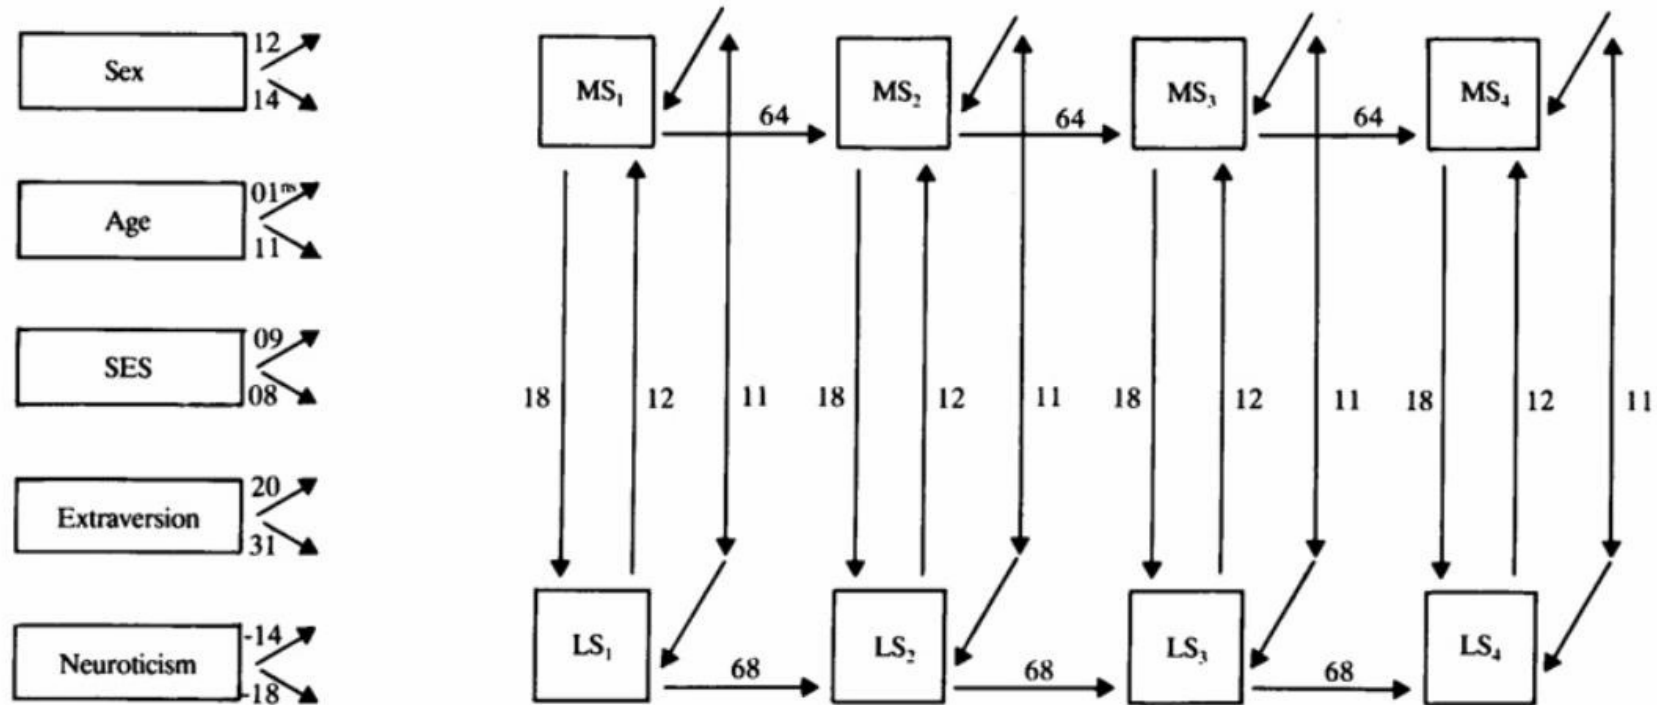 12
Sex
14
01ns
Age
11
09
SES
08
20
Extraversion
31
-14
Neuroticism
-18
MS1 MS2 MS3 MS4
64 64 64
18 12 11 18 12 11 18 12 11 18 12 11
LS1 LS2 LS3 LS4
68 68 68